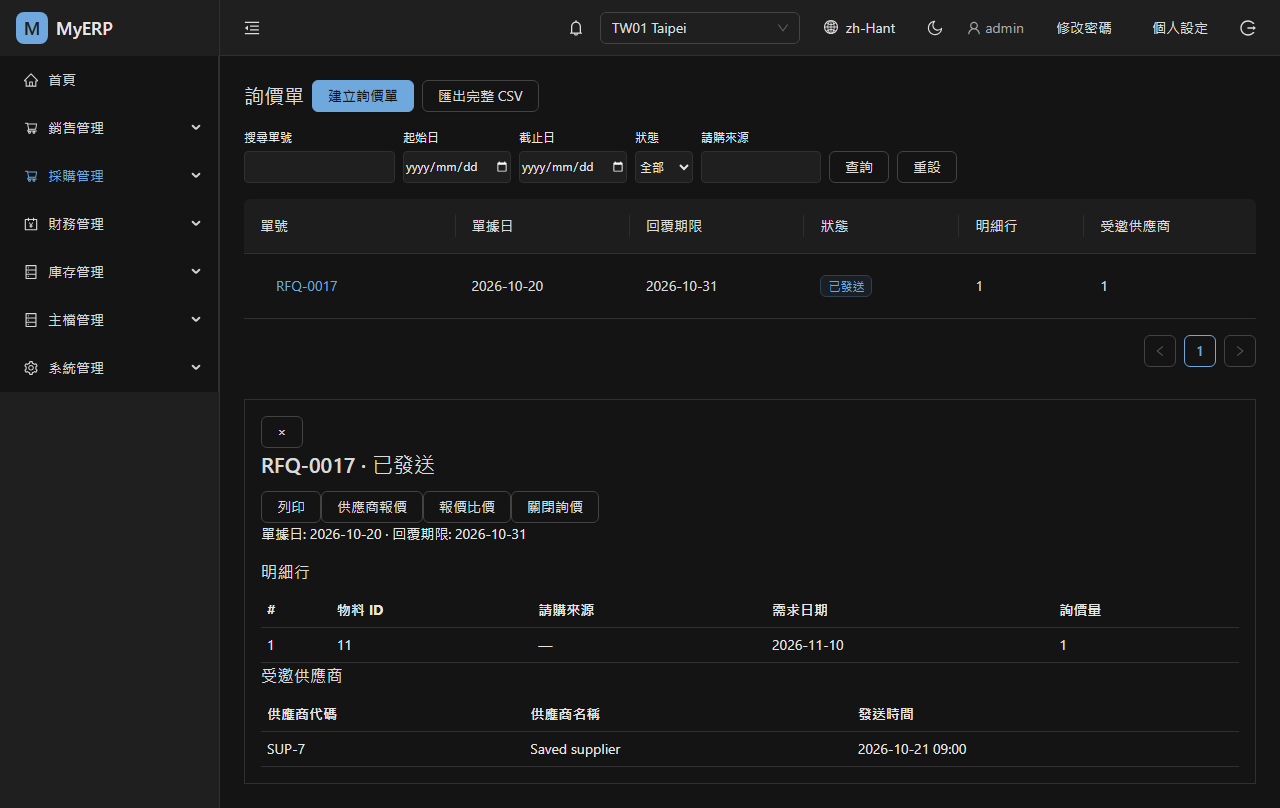 M MyERP
TW01 Taipei
zh-Hant
admin
修改密碼
個人設定
首頁
銷售管理
採購管理
財務管理
庫存管理
主檔管理
系統管理
詢價單 建立詢價單 匯出完整 CSV
搜尋單號 起始日 截止日 狀態 請購來源
yyyy/mm/dd yyyy/mm/dd 全部 查詢 重設
單號 單據日 回覆期限 狀態 明細行 受邀供應商
RFQ-0017 2026-10-20 2026-10-31 已發送 1 1
< 1 >
×
RFQ-0017 · 已發送
列印 供應商報價 報價比價 關閉詢價
單據日: 2026-10-20 · 回覆期限: 2026-10-31
明細行
# 物料 ID 請購來源 需求日期 詢價量
1 11 — 2026-11-10 1
受邀供應商
供應商代碼 供應商名稱 發送時間
SUP-7 Saved supplier 2026-10-21 09:00